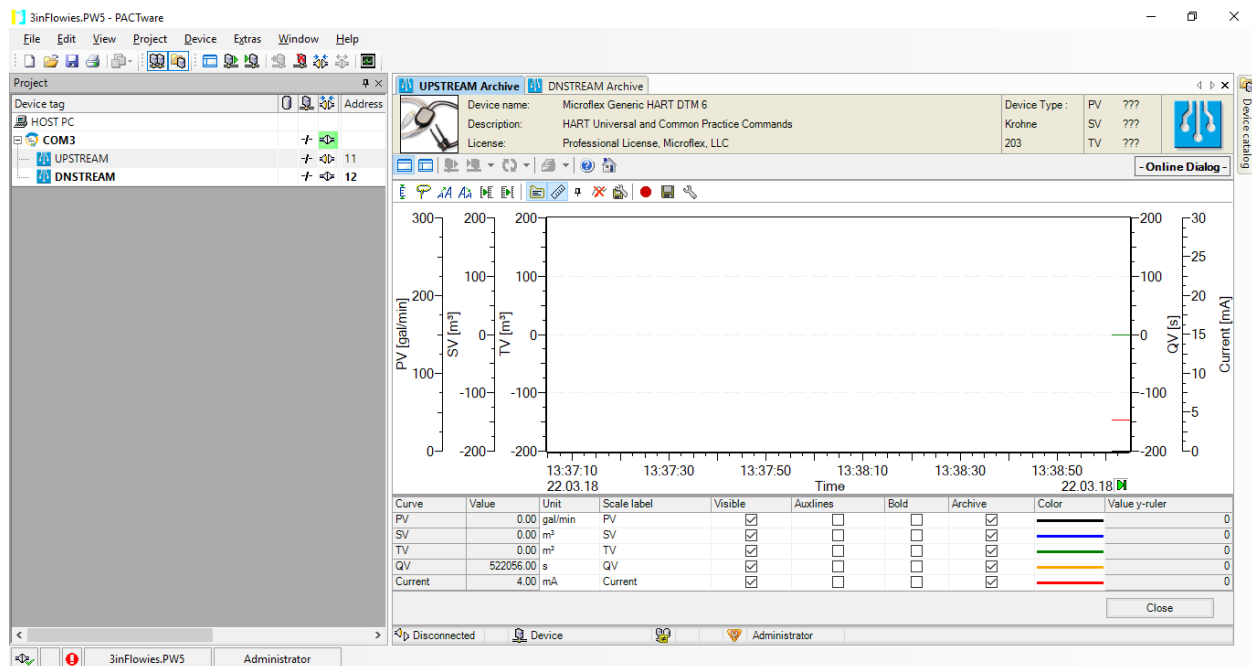 3inFlowies.PW5 - PACTware
File Edit View Project Device Extras Window Help
Project
Device tag Address
HOST PC
COM3
UPSTREAM 11
DNSTREAM 12
UPSTREAM Archive DNSTREAM Archive
Device catalog
Device name: Microflex Generic HART DTM 6 Device Type : PV ???
Description: HART Universal and Common Practice Commands Krohne SV ???
License: Professional License, Microflex, LLC 203 TV ???
- Online Dialog -
300 200 200 200 30
25
100 100 100
200 20
PV [gal/min] SV [m³] TV [m³] QV [s] Current [mA]
0 0 0 15
100 10
-100 -100 -100
5
0 -200 -200 -200 0
13:37:10 13:37:30 13:37:50 13:38:10 13:38:30 13:38:50
22.03.18 Time 22.03.18
Curve Value Unit Scale label Visible Auxlines Bold Archive Color Value y-ruler
PV 0.00 gal/min PV 0
SV 0.00 m³ SV 0
TV 0.00 m³ TV 0
QV 522056.00 s QV 0
Current 4.00 mA Current 0
Close
Disconnected Device Administrator
3inFlowies.PW5 Administrator